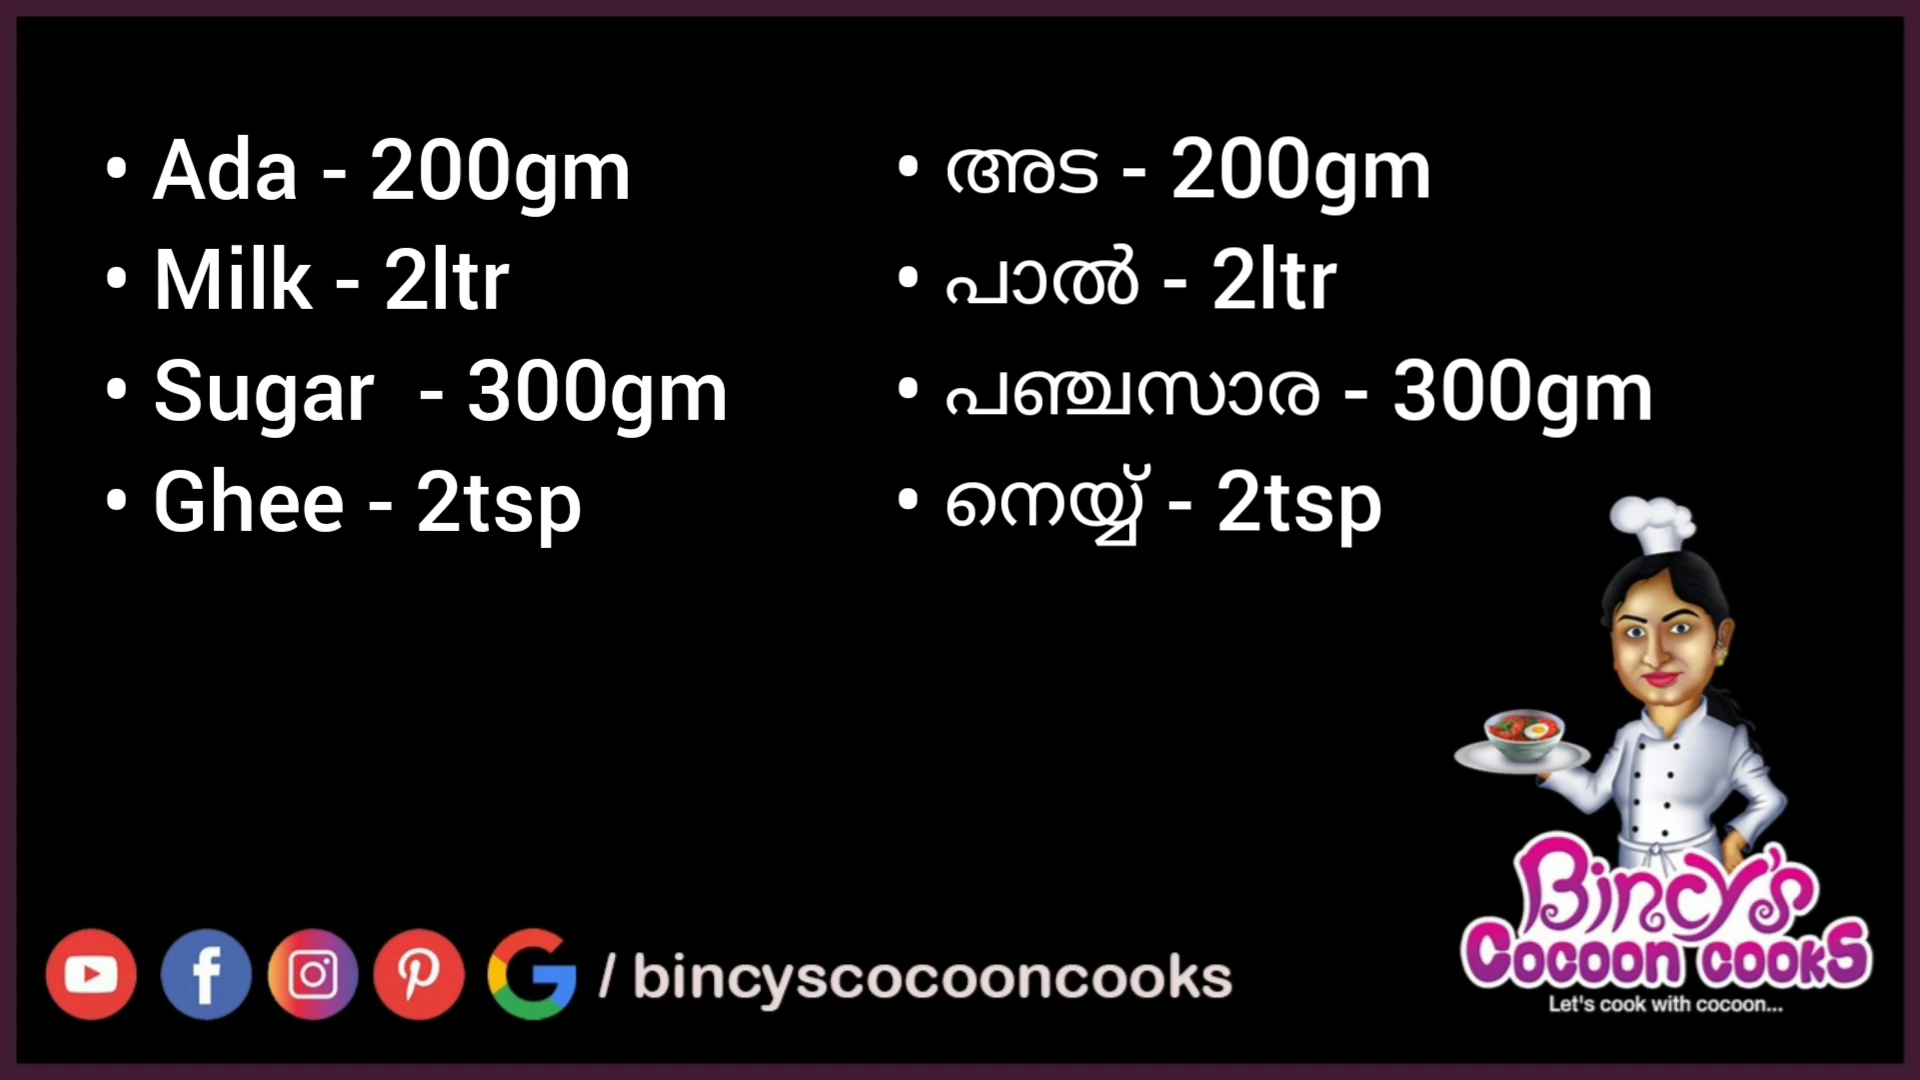 • Ada - 200gm
• Milk - 2ltr
• Sugar - 300gm
• Ghee - 2tsp
• അട - 200gm
• പാൽ - 2ltr
• പഞ്ചസാര - 300gm
• നെയ്യ് - 2tsp
/ bincyscocooncooks
Bincy's
Cocoon cooks
Let's cook with cocoon...